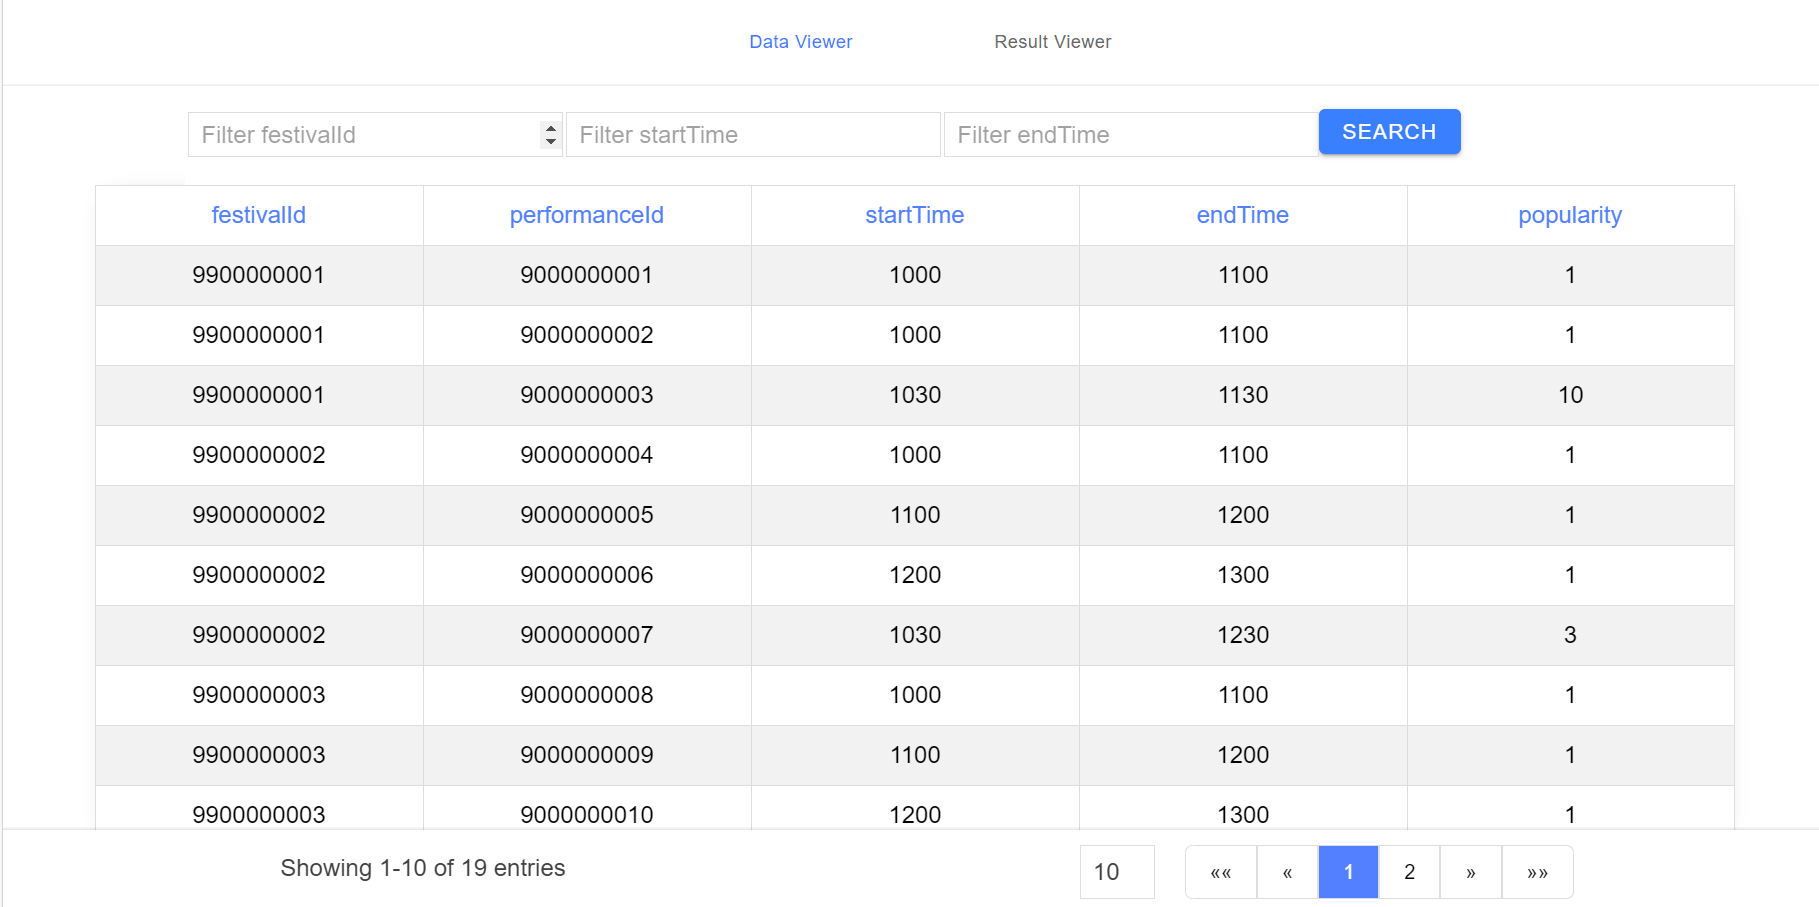 Data Viewer Result Viewer
Filter festivalId Filter startTime Filter endTime SEARCH
festivalId performanceId startTime endTime popularity
9900000001 9000000001 1000 1100 1
9900000001 9000000002 1000 1100 1
9900000001 9000000003 1030 1130 10
9900000002 9000000004 1000 1100 1
9900000002 9000000005 1100 1200 1
9900000002 9000000006 1200 1300 1
9900000002 9000000007 1030 1230 3
9900000003 9000000008 1000 1100 1
9900000003 9000000009 1100 1200 1
9900000003 9000000010 1200 1300 1
Showing 1-10 of 19 entries 10 «« « 1 2 » »»